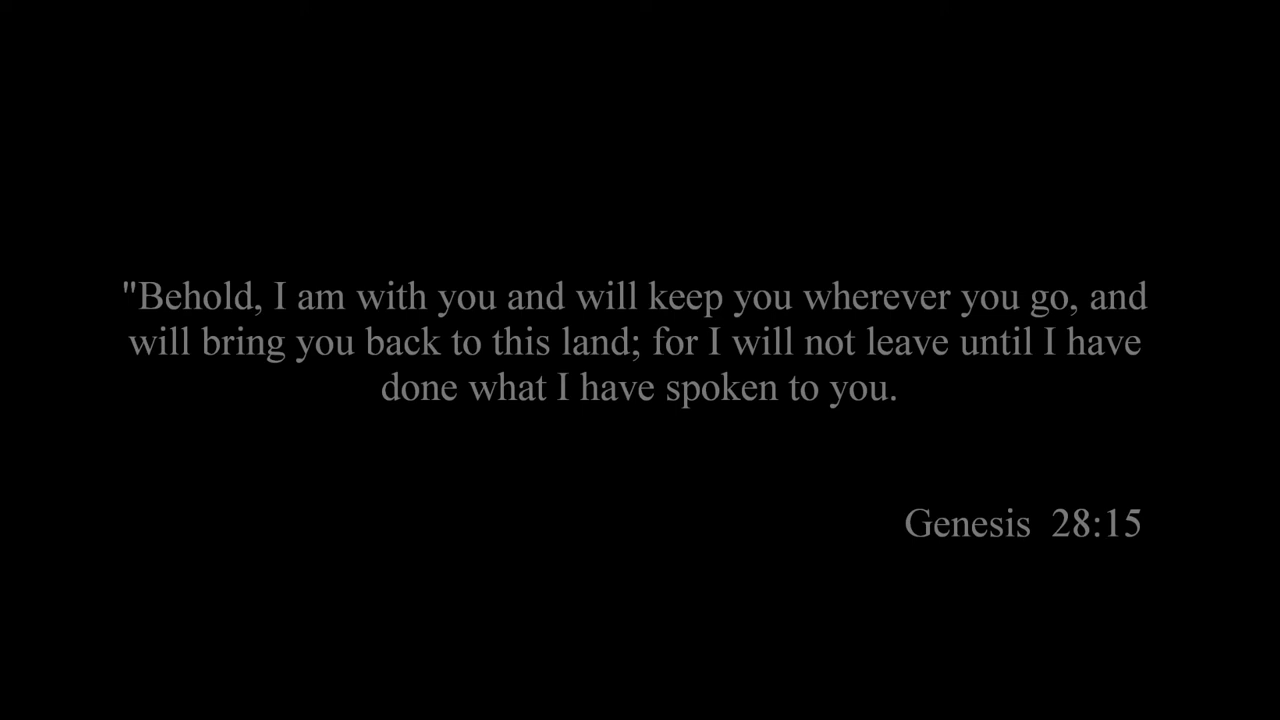 "Behold, I am with you and will keep you wherever you go, and
will bring you back to this land; for I will not leave until I have
done what I have spoken to you.
Genesis  28:15